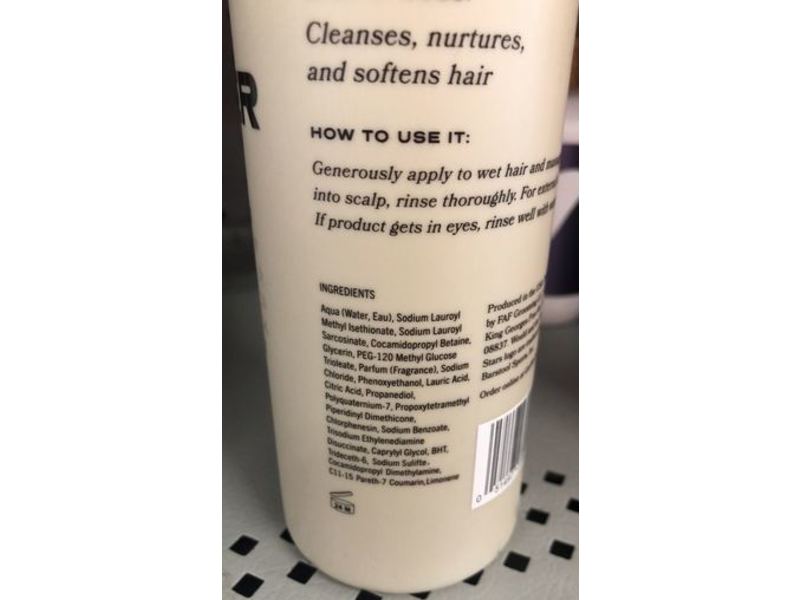 R
Cleanses, nurtures,
and softens hair
HOW TO USE IT:
Generously apply to wet hair and
into scalp, rinse thoroughly. For
If product gets in eyes, rinse well
INGREDIENTS
Aqua (Water, Eau), Sodium Lauroyl
Methyl Isethionate, Sodium Lauroyl
Sarcosinate, Cocamidopropyl Betaine,
Glycerin, PEG-120 Methyl Glucose
Trioleate, Parfum (Fragrance), Sodium
Chloride, Phenoxyethanol, Lauric Acid,
Citric Acid, Propanediol,
Polyquaternium-7, Propoxytetramethyl
Piperidinyl Dimethicone,
Chlorphenesin, Sodium Benzoate,
Trisodium Ethylenediamine
Disuccinate, Caprylyl Glycol, BHT,
Trideceth-6, Sodium Sulifte,
Cocamidopropyl Dimethylamine,
C11-15 Pareth-7 Coumarin, Limonene
24 M
Produced in the
by FAF Grooming
King Georges
08837.
Stars logo
Barstool
Order online
0